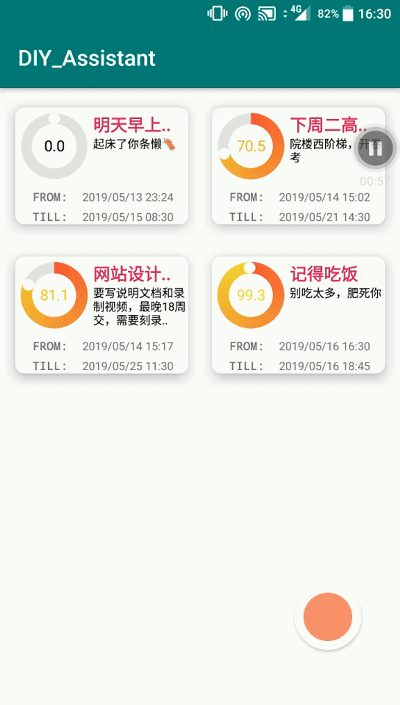 4G 82% 16:30
DIY_Assistant
0.0
明天早上..
起床了你条懒
FROM: 2019/05/13 23:24
TILL: 2019/05/15 08:30
70.5
下周二高..
院楼西阶梯，开卷
考
00:57
FROM: 2019/05/14 15:02
TILL: 2019/05/21 14:30
81.1
网站设计..
要写说明文档和录
制视频，最晚18周
交，需要刻录..
FROM: 2019/05/14 15:17
TILL: 2019/05/25 11:30
99.3
记得吃饭
别吃太多，肥死你
FROM: 2019/05/16 16:30
TILL: 2019/05/16 18:45